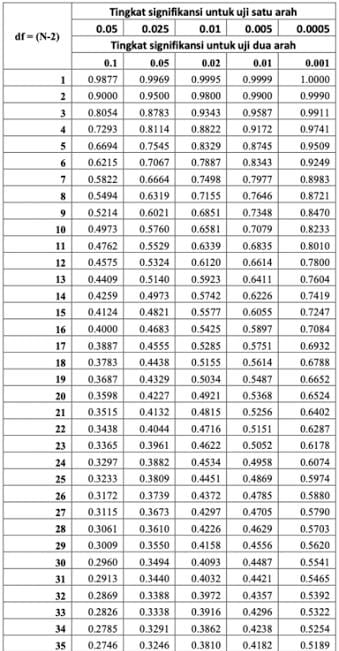 Tingkat signifikansi untuk uji satu arah
df = (N-2) 0.05 0.025 0.01 0.005 0.0005
Tingkat signifikansi untuk uji dua arah
0.1 0.05 0.02 0.01 0.001
1 0.9877 0.9969 0.9995 0.9999 1.0000
2 0.9000 0.9500 0.9800 0.9900 0.9990
3 0.8054 0.8783 0.9343 0.9587 0.9911
4 0.7293 0.8114 0.8822 0.9172 0.9741
5 0.6694 0.7545 0.8329 0.8745 0.9509
6 0.6215 0.7067 0.7887 0.8343 0.9249
7 0.5822 0.6664 0.7498 0.7977 0.8983
8 0.5494 0.6319 0.7155 0.7646 0.8721
9 0.5214 0.6021 0.6851 0.7348 0.8470
10 0.4973 0.5760 0.6581 0.7079 0.8233
11 0.4762 0.5529 0.6339 0.6835 0.8010
12 0.4575 0.5324 0.6120 0.6614 0.7800
13 0.4409 0.5140 0.5923 0.6411 0.7604
14 0.4259 0.4973 0.5742 0.6226 0.7419
15 0.4124 0.4821 0.5577 0.6055 0.7247
16 0.4000 0.4683 0.5425 0.5897 0.7084
17 0.3887 0.4555 0.5285 0.5751 0.6932
18 0.3783 0.4438 0.5155 0.5614 0.6788
19 0.3687 0.4329 0.5034 0.5487 0.6652
20 0.3598 0.4227 0.4921 0.5368 0.6524
21 0.3515 0.4132 0.4815 0.5256 0.6402
22 0.3438 0.4044 0.4716 0.5151 0.6287
23 0.3365 0.3961 0.4622 0.5052 0.6178
24 0.3297 0.3882 0.4534 0.4958 0.6074
25 0.3233 0.3809 0.4451 0.4869 0.5974
26 0.3172 0.3739 0.4372 0.4785 0.5880
27 0.3115 0.3673 0.4297 0.4705 0.5790
28 0.3061 0.3610 0.4226 0.4629 0.5703
29 0.3009 0.3550 0.4158 0.4556 0.5620
30 0.2960 0.3494 0.4093 0.4487 0.5541
31 0.2913 0.3440 0.4032 0.4421 0.5465
32 0.2869 0.3388 0.3972 0.4357 0.5392
33 0.2826 0.3338 0.3916 0.4296 0.5322
34 0.2785 0.3291 0.3862 0.4238 0.5254
35 0.2746 0.3246 0.3810 0.4182 0.5189